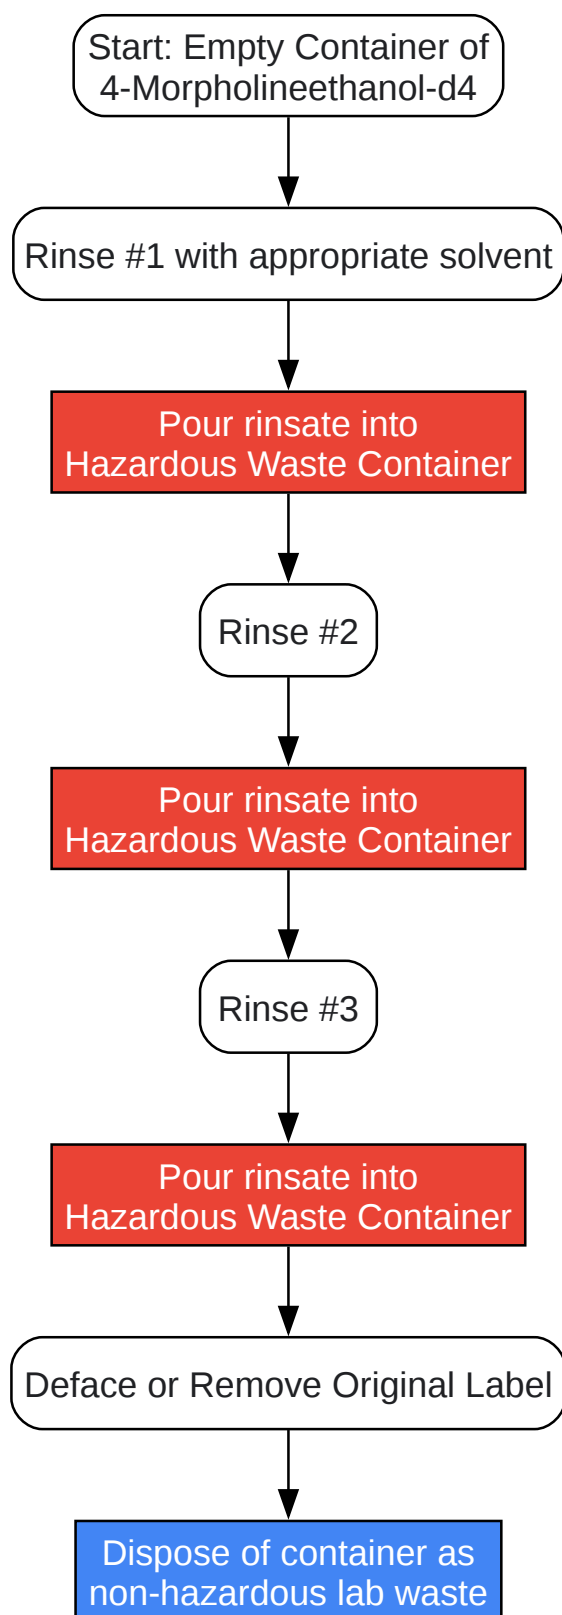 Start: Empty Container of
4-Morpholineethanol-d4
Rinse #1 with appropriate solvent
Pour rinsate into
Hazardous Waste Container
Rinse #2
Pour rinsate into
Hazardous Waste Container
Rinse #3
Pour rinsate into
Hazardous Waste Container
Deface or Remove Original Label
Dispose of container as
non-hazardous lab waste